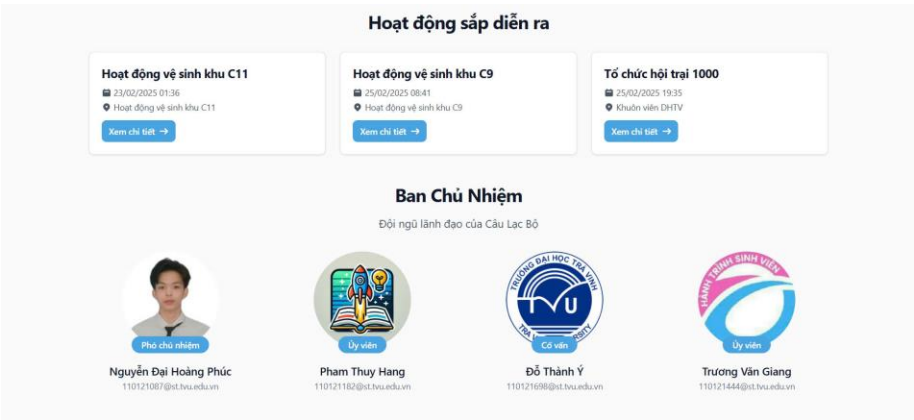 Hoạt động sắp diễn ra
Hoạt động vệ sinh khu C11
23/02/2025 01:36
Hoạt động vệ sinh khu C11
Xem chi tiết →
Hoạt động vệ sinh khu C9
25/02/2025 08:41
Hoạt động vệ sinh khu C9
Xem chi tiết →
Tổ chức hội trại 1000
25/02/2025 19:35
Khuôn viên DHTV
Xem chi tiết →
Ban Chủ Nhiệm
Đội ngũ lãnh đạo của Câu Lạc Bộ
Phó chủ nhiệm
Nguyễn Đại Hoàng Phúc
110121087@st.tvu.edu.vn
Ủy viên
Pham Thuy Hang
110121182@st.tvu.edu.vn
TRƯỜNG ĐẠI HỌC TRÀ VINH
TVU
Cố vấn
Đỗ Thành Ý
110121698@st.tvu.edu.vn
HÀNH TRÌNH SINH VIÊN
Ủy viên
Trương Văn Giang
110121444@st.tvu.edu.vn